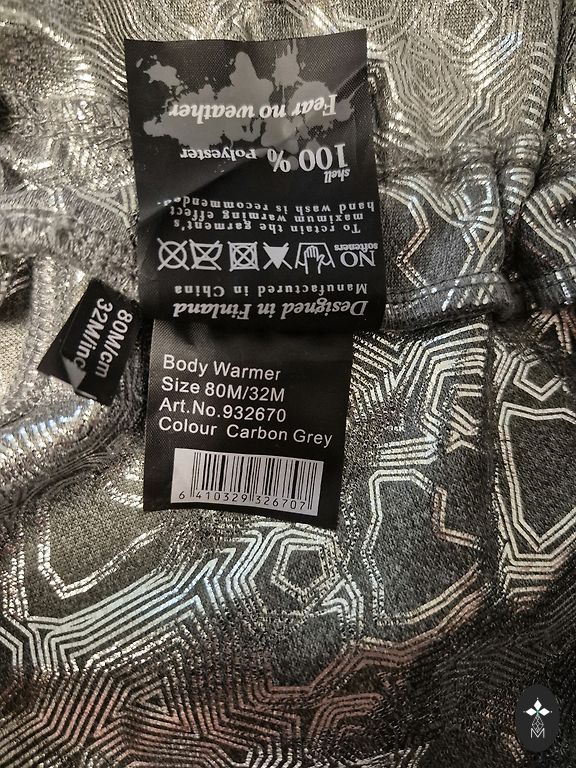 Fear no weather
shell
100 % Polyester
To retain the garment's
maximum warming effect
hand wash is recommended.
NO
softeners
Designed in Finland
Manufactured in China
80M/cm
32M/inch
Body Warmer
Size 80M/32M
Art.No.932670
Colour Carbon Grey
6 410329 326707
M